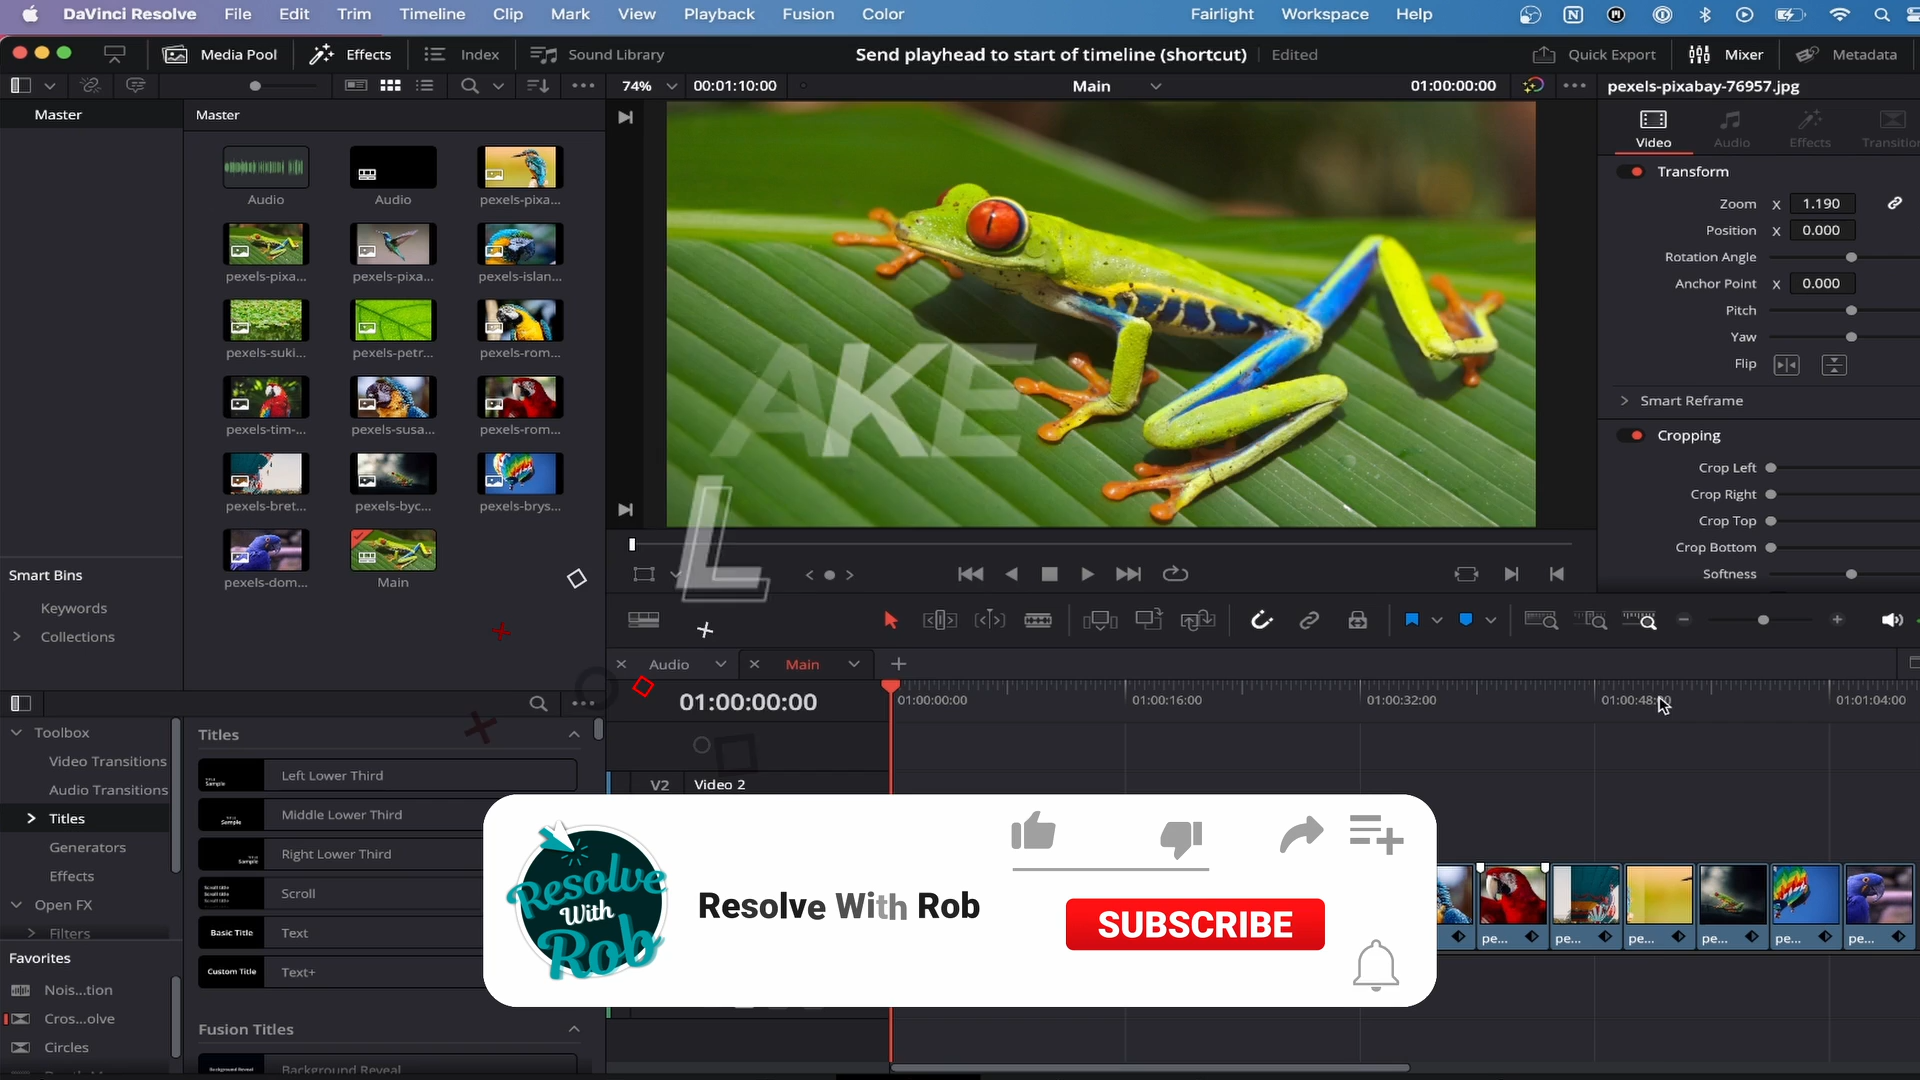 DaVinci Resolve File Edit Trim Timeline Clip Mark View Playback Fusion Color Fairlight Workspace Help
Media Pool Effects Index Sound Library Send playhead to start of timeline (shortcut) Edited Quick Export Mixer Metadata
74% 00:01:10:00 Main 01:00:00:00 pexels-pixabay-76957.jpg
Master Master
Video Audio Effects Transition
Transform
Audio Audio pexels-pixa...
Zoom X 1.190
Position X 0.000
Rotation Angle
pexels-pixa... pexels-pixa... pexels-islan...
Anchor Point X 0.000
Pitch
Yaw
pexels-suki... pexels-petr... pexels-rom...
Flip
AKE
Smart Reframe
pexels-tim-... pexels-susa... pexels-rom...
Cropping
Crop Left
Crop Right
pexels-bret... pexels-byc... pexels-brys...
L
Crop Top
Crop Bottom
Softness
pexels-dom... Main
Smart Bins
Keywords
Collections
Audio Main
01:00:00:00 01:00:00:00 01:00:16:00 01:00:32:00 01:01:04:00
Toolbox
Video Transitions
Audio Transitions
Titles
Generators
Effects
Open FX
Filters
Favorites
Nois...tion
Cros...olve
Circles
Titles
Left Lower Third
Middle Lower Third
Right Lower Third
Scroll
Basic Title Text
Custom Title Text+
Fusion Titles
Background Reveal Background Reveal
V2 Video 2
Resolve
With
Rob
Resolve With Rob
SUBSCRIBE
pe... pe... pe... pe... pe... pe...